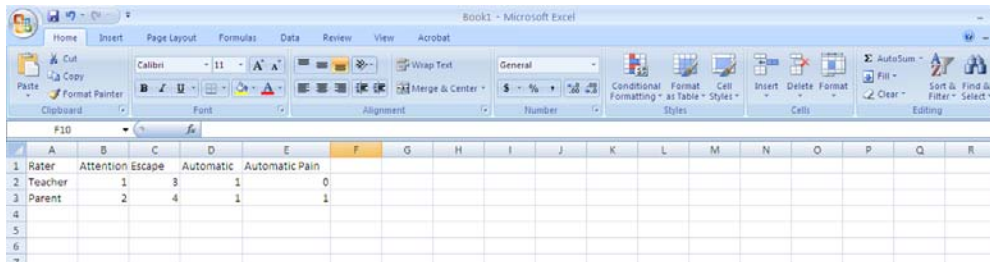 Book1 - Microsoft Excel
Home Insert Page Layout Formulas Data Review View Acrobat
Cut
Copy
Format Painter
Paste
Calibri 11
Wrap Text
Merge & Center
General
Conditional Formatting
Format as Table
Cell Styles
Insert Delete Format
AutoSum
Fill
Clear
Sort & Filter
Find & Select
Clipboard Font Alignment Number Styles Cells Editing
F10 fx
A B C D E F G H I J K L M N O P Q R
1 Rater Attention Escape Automatic Automatic Pain
2 Teacher 1 3 1 0
3 Parent 2 4 1 1
4
5
6